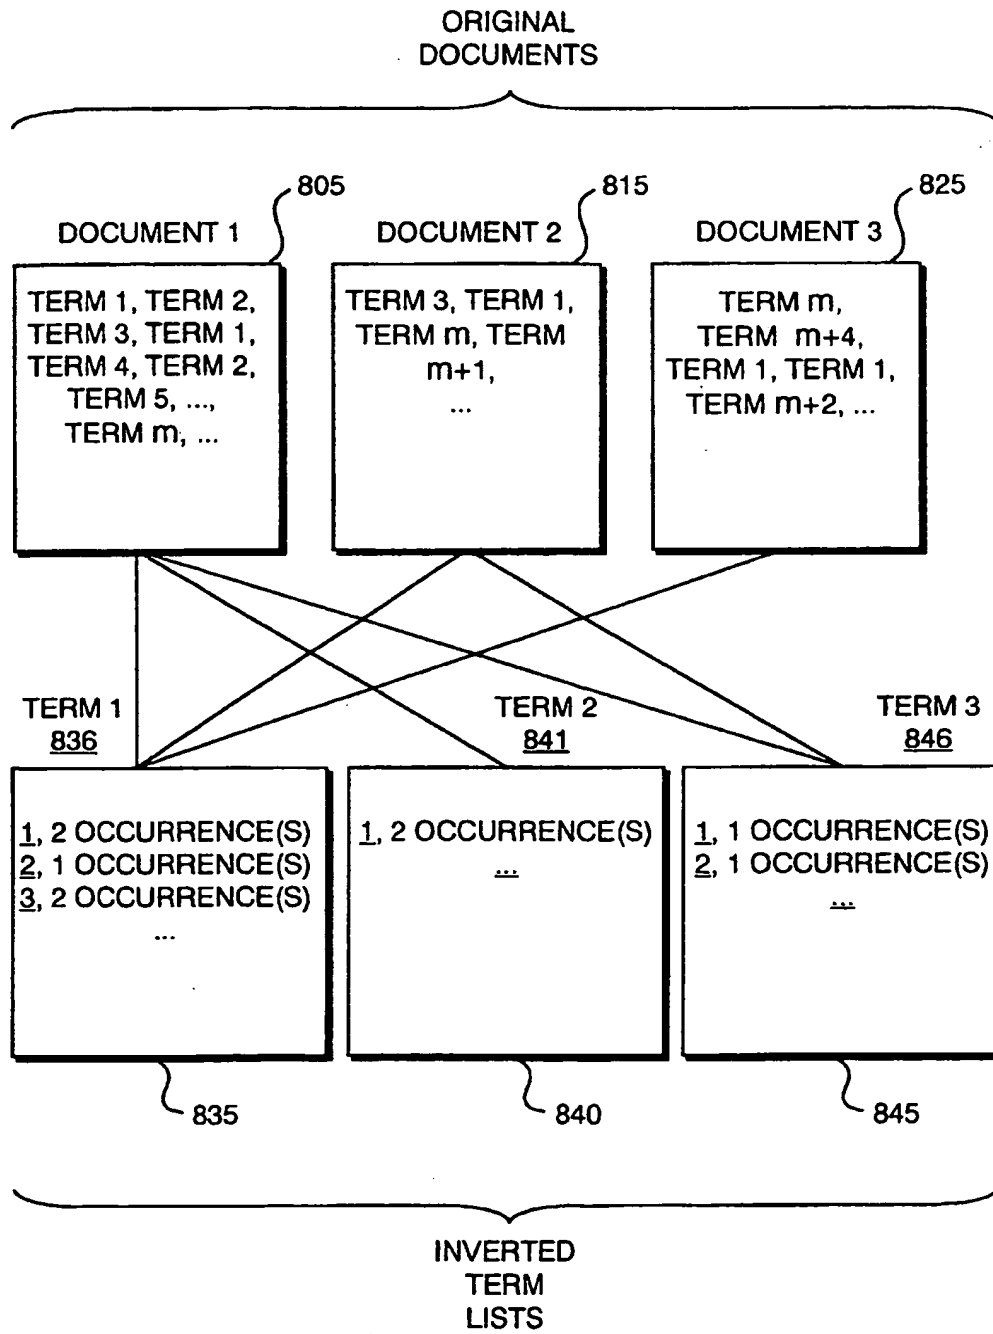 ORIGINAL
DOCUMENTS
805
815
825
DOCUMENT 1
DOCUMENT 2
DOCUMENT 3
TERM 1, TERM 2,
TERM 3, TERM 1,
TERM 4, TERM 2,
TERM 5, ...,
TERM m, ...
TERM 3, TERM 1,
TERM m, TERM
m+1,
...
TERM m,
TERM m+4,
TERM 1, TERM 1,
TERM m+2, ...
TERM 1
836
TERM 2
841
TERM 3
846
1, 2 OCCURRENCE(S)
2, 1 OCCURRENCE(S)
3, 2 OCCURRENCE(S)
...
1, 2 OCCURRENCE(S)
...
1, 1 OCCURRENCE(S)
2, 1 OCCURRENCE(S)
...
835
840
845
INVERTED
TERM
LISTS